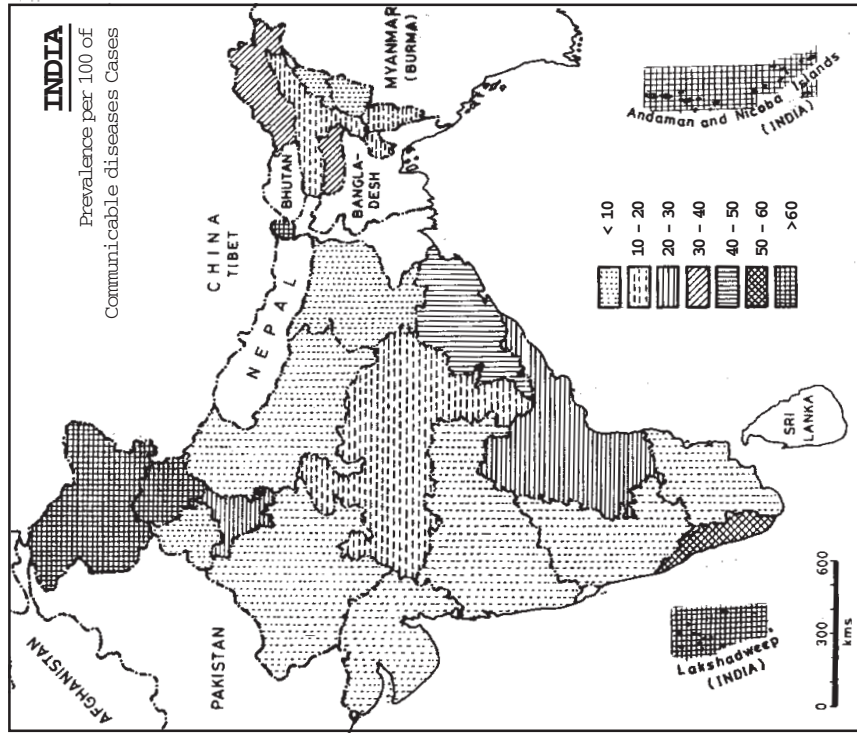 INDIA
Prevalence per 100 of
Communicable diseases Cases
AFGHANISTAN
PAKISTAN
CHINA
TIBET
NEPAL
BHUTAN
BANGLA-
DESH
MYANMAR
(BURMA)
SRI
LANKA
Andaman and Nicoba Islands
(INDIA)
Lakshadweep
(INDIA)
< 10
10 - 20
20 - 30
30 - 40
40 - 50
50 - 60
>60
0 300 600
kms